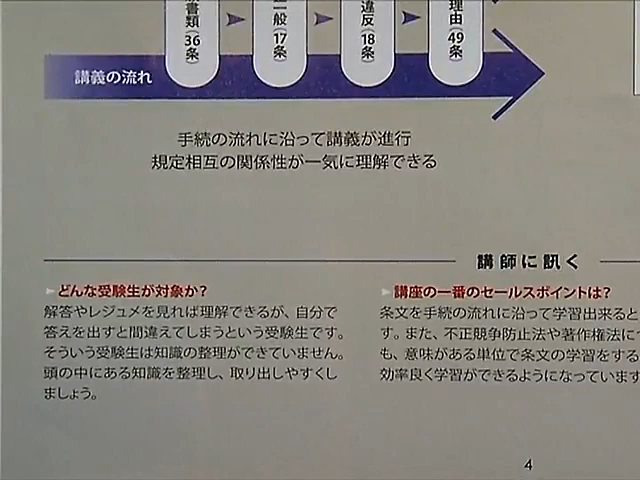 書類(36条)
一般(17条)
違反(18条)
理由(49条)
講義の流れ
手続の流れに沿って講義が進行
規定相互の関係性が一気に理解できる
講師に訊く
どんな受験生が対象か?
解答やレジュメを見れば理解できるが、自分で
答えを出すと間違えてしまうという受験生です。
そういう受験生は知識の整理ができていません。
頭の中にある知識を整理し、取り出しやすくし
ましょう。
講座の一番のセールスポイントは?
条文を手続の流れに沿って学習出来ると
す。また、不正競争防止法や著作権法に
も、意味がある単位で条文の学習をする
効率良く学習ができるようになっています
4